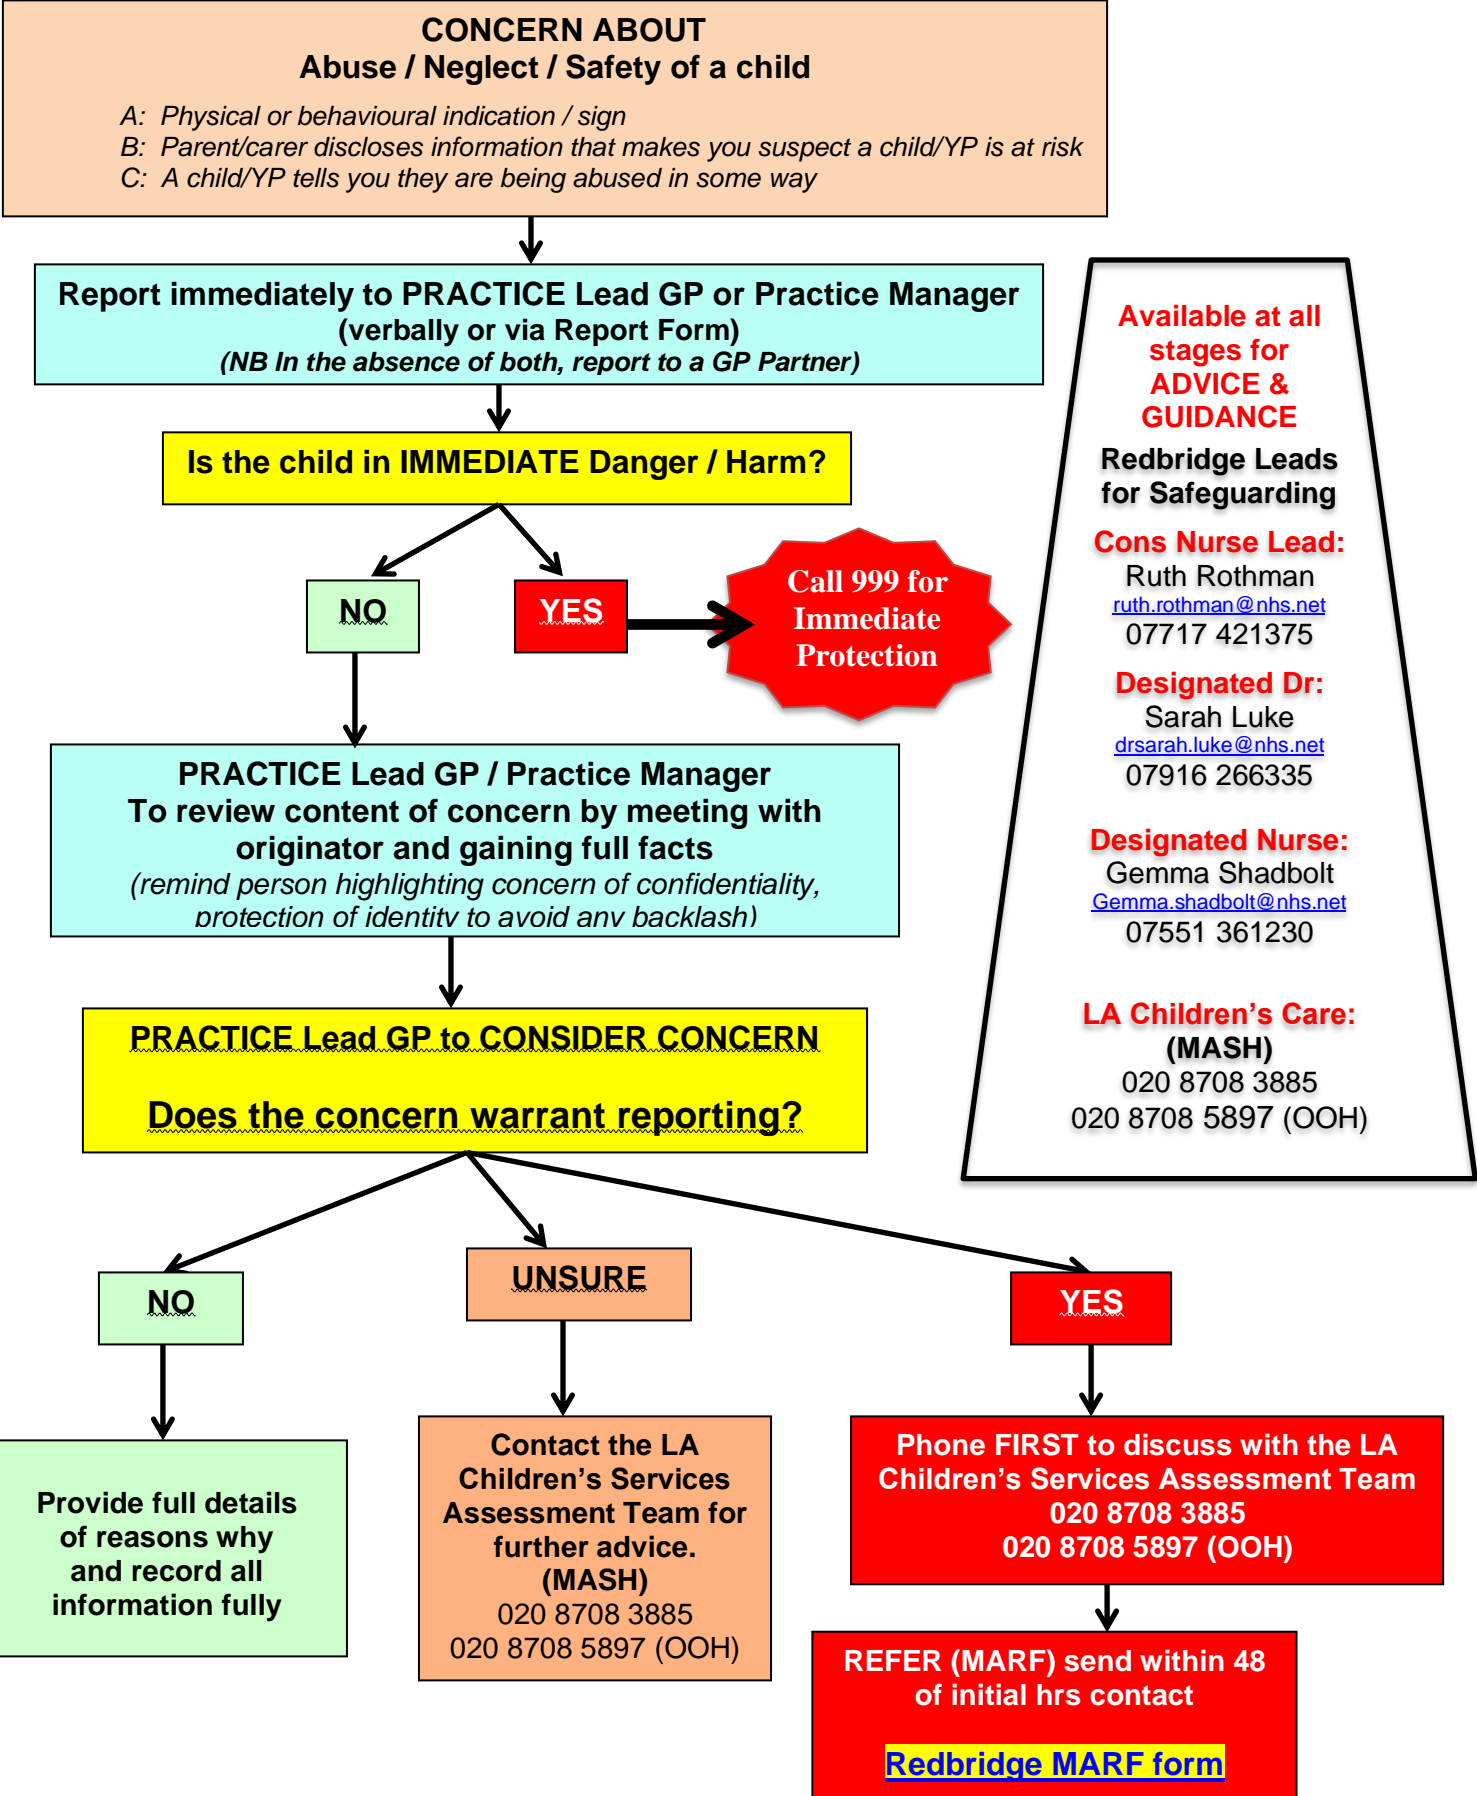 CONCERN ABOUT
Abuse / Neglect / Safety of a child
A: Physical or behavioural indication / sign
B: Parent/carer discloses information that makes you suspect a child/YP is at risk
C: A child/YP tells you they are being abused in some way
Report immediately to PRACTICE Lead GP or Practice Manager
(verbally or via Report Form)
(NB In the absence of both, report to a GP Partner)
Is the child in IMMEDIATE Danger / Harm?
NO
YES
Call 999 for
Immediate
Protection
PRACTICE Lead GP / Practice Manager
To review content of concern by meeting with
originator and gaining full facts
(remind person highlighting concern of confidentiality,
protection of identity to avoid any backlash)
PRACTICE Lead GP to CONSIDER CONCERN
Does the concern warrant reporting?
NO
UNSURE
YES
Provide full details
of reasons why
and record all
information fully
Contact the LA
Children's Services
Assessment Team for
further advice.
(MASH)
020 8708 3885
020 8708 5897 (OOH)
Phone FIRST to discuss with the LA
Children's Services Assessment Team
020 8708 3885
020 8708 5897 (OOH)
REFER (MARF) send within 48
of initial hrs contact
Redbridge MARF form
Available at all
stages for
ADVICE &
GUIDANCE
Redbridge Leads
for Safeguarding
Cons Nurse Lead:
Ruth Rothman
ruth.rothman@nhs.net
07717 421375
Designated Dr:
Sarah Luke
drsarah.luke@nhs.net
07916 266335
Designated Nurse:
Gemma Shadbolt
Gemma.shadbolt@nhs.net
07551 361230
LA Children's Care:
(MASH)
020 8708 3885
020 8708 5897 (OOH)